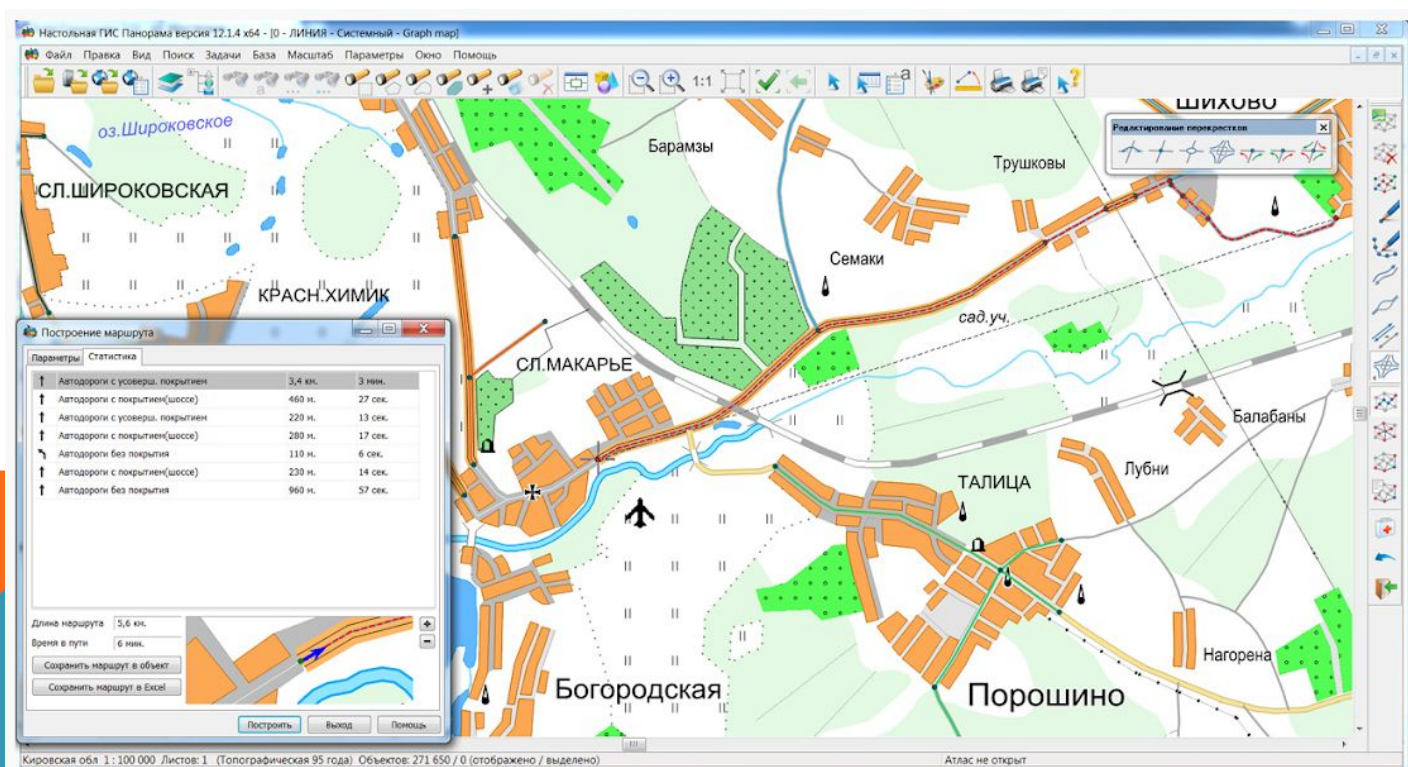 Настольная ГИС Панорама версия 12.1.4 x64 - [0 - ЛИНИЯ - Системный - Graph map]
Файл Правка Вид Поиск Задачи База Масштаб Параметры Окно Помощь
1:1
a
a
ШИХОВО
оз.Широковское
Редактирование перекрестков
Барамзы
Трушковы
СЛ.ШИРОКОВСКАЯ
Семаки
КРАСН.ХИМИК
сад.уч.
СЛ.МАКАРЬЕ
Балабаны
Лубни
ТАЛИЦА
Нагорена
Богородская
Порошино
Построение маршрута
Параметры Статистика
Автодороги с усоверш. покрытием 3,4 км. 3 мин.
Автодороги с покрытием(шоссе) 460 м. 27 сек.
Автодороги с усоверш. покрытием 220 м. 13 сек.
Автодороги с покрытием(шоссе) 280 м. 17 сек.
Автодороги без покрытия 110 м. 6 сек.
Автодороги с покрытием(шоссе) 230 м. 14 сек.
Автодороги без покрытия 960 м. 57 сек.
Длина маршрута 5,6 км.
Время в пути 6 мин.
Сохранить маршрут в объект
Сохранить маршрут в Excel
Построить Выход Помощь
Кировская обл 1 : 100 000 Листов: 1 (Топографическая 95 года) Объектов: 271 650 / 0 (отображено / выделено) Атлас не открыт